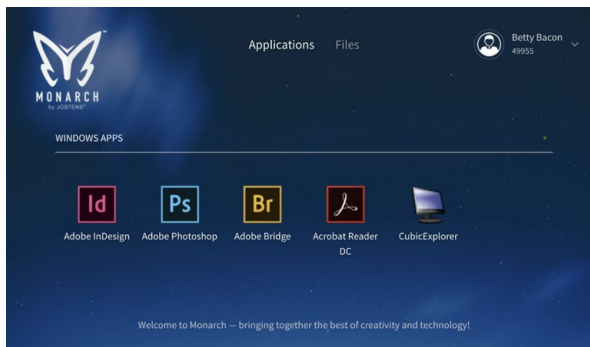 Applications Files
Betty Bacon
49955
MONARCH
by JOSTENS®
WINDOWS APPS
Id Ps Br
Adobe InDesign Adobe Photoshop Adobe Bridge Acrobat Reader CubicExplorer
DC
Welcome to Monarch — bringing together the best of creativity and technology!